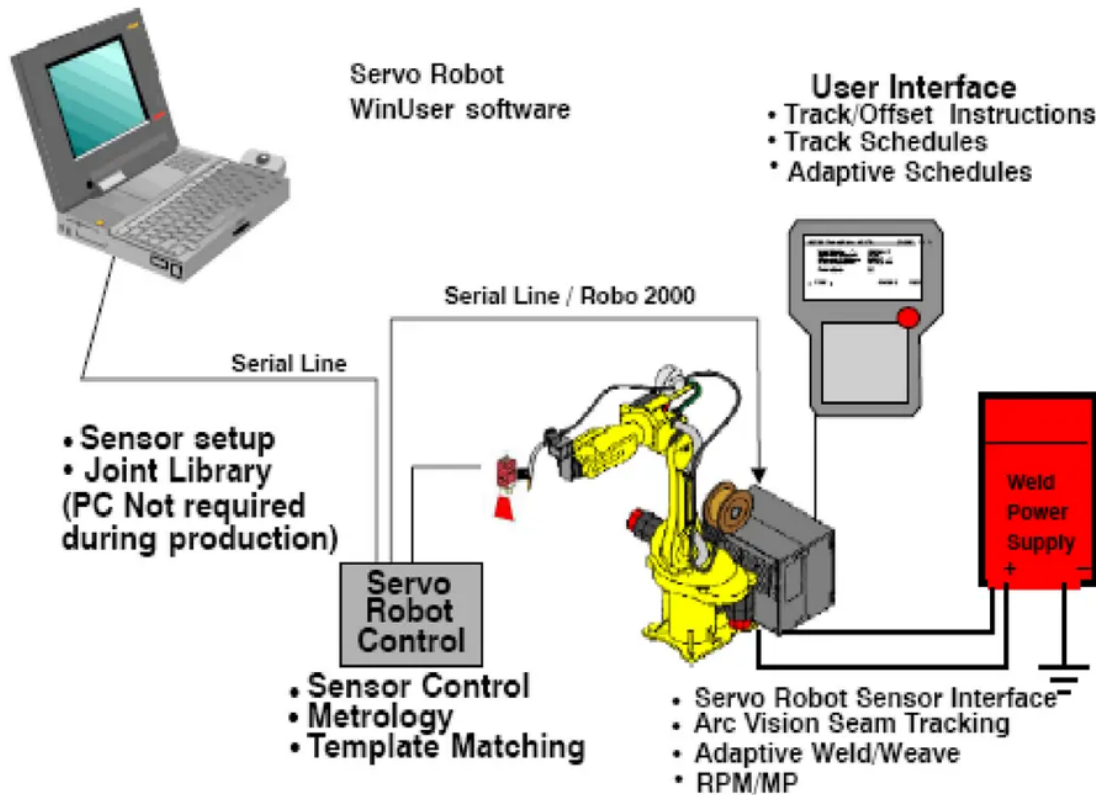 Servo Robot
WinUser software
User Interface
• Track/Offset Instructions
• Track Schedules
• Adaptive Schedules
Serial Line / Robo 2000
Serial Line
• Sensor setup
• Joint Library
(PC Not required
during production)
Weld
Power
Supply
+ −
Servo
Robot
Control
• Sensor Control
• Metrology
• Template Matching
• Servo Robot Sensor Interface
• Arc Vision Seam Tracking
• Adaptive Weld/Weave
• RPM/MP